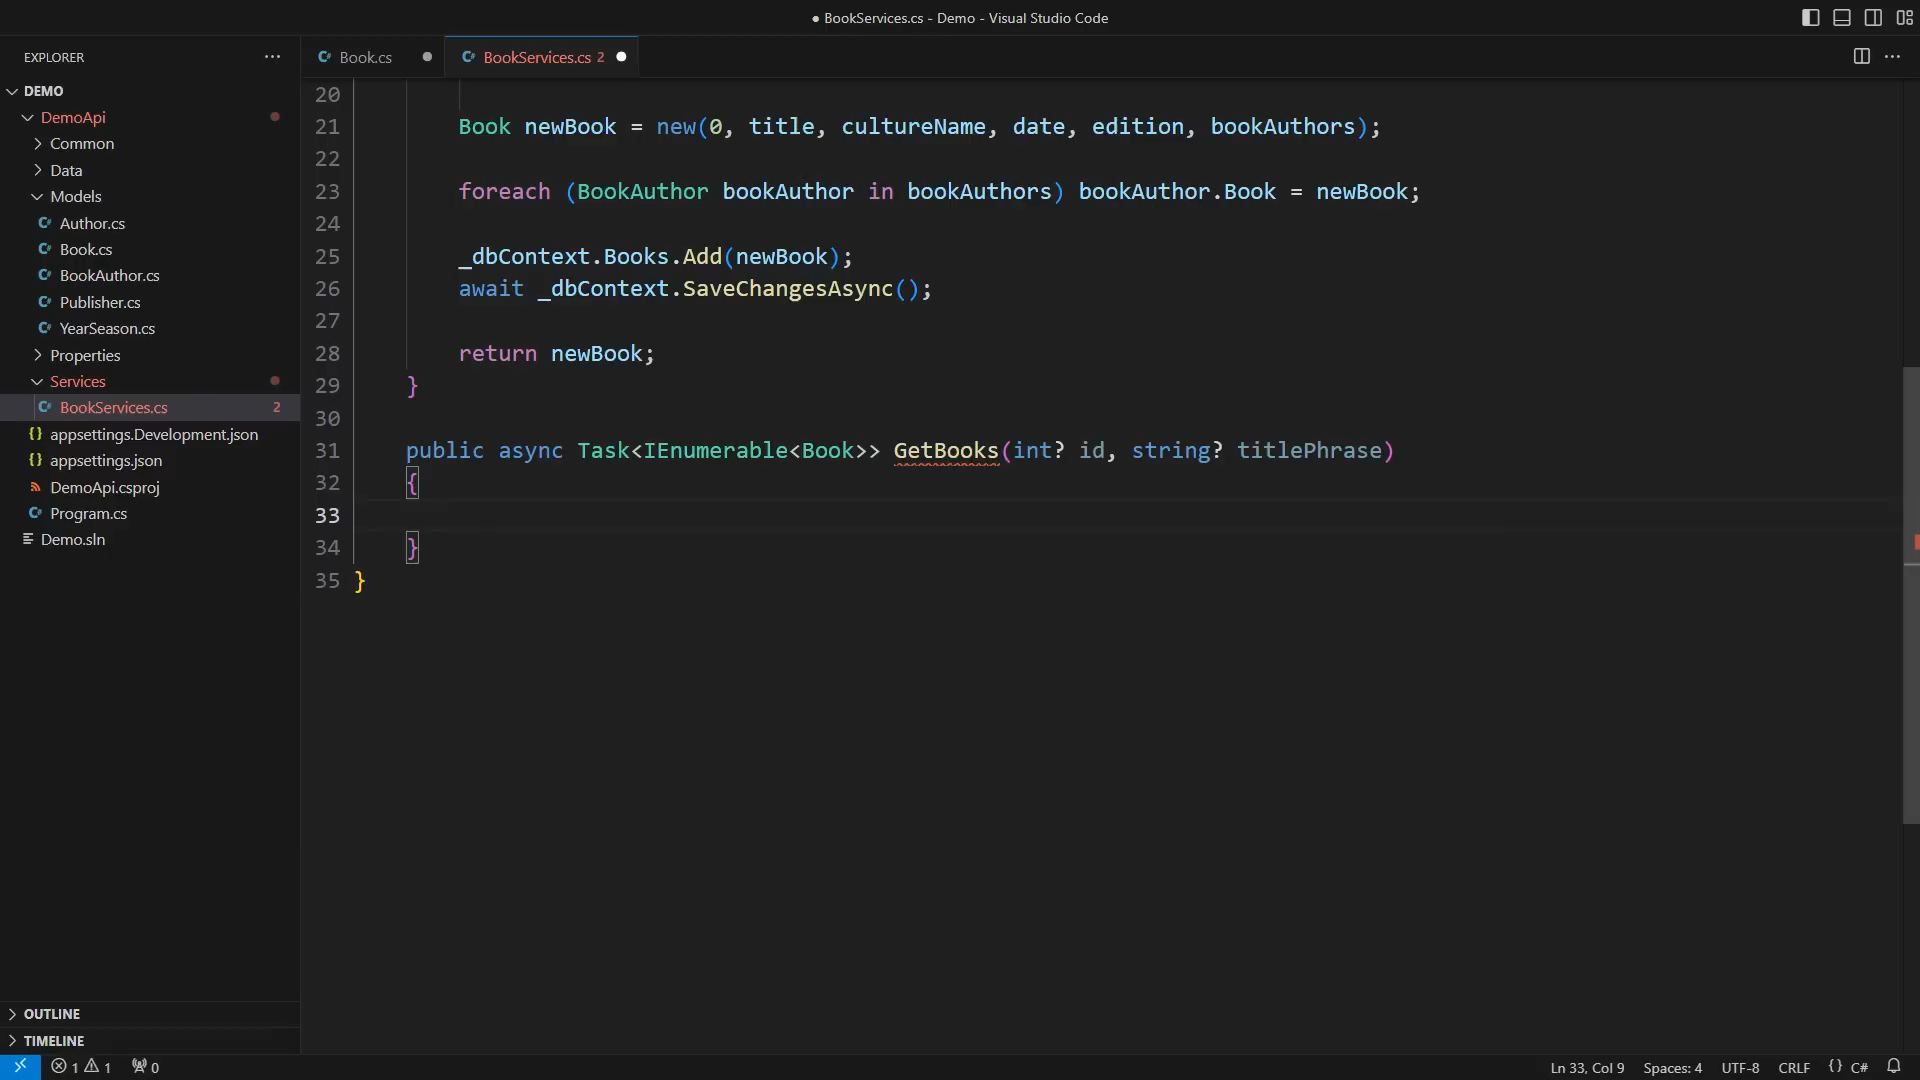 ● BookServices.cs - Demo - Visual Studio Code
EXPLORER
DEMO
DemoApi
Common
Data
Models
C# Author.cs
C# Book.cs
C# BookAuthor.cs
C# Publisher.cs
C# YearSeason.cs
Properties
Services
C# BookServices.cs 2
{} appsettings.Development.json
{} appsettings.json
DemoApi.csproj
C# Program.cs
Demo.sln
OUTLINE
TIMELINE
C# Book.cs ●
C# BookServices.cs 2 ●
20
21 Book newBook = new(0, title, cultureName, date, edition, bookAuthors);
22
23 foreach (BookAuthor bookAuthor in bookAuthors) bookAuthor.Book = newBook;
24
25 _dbContext.Books.Add(newBook);
26 await _dbContext.SaveChangesAsync();
27
28 return newBook;
29 }
30
31 public async Task<IEnumerable<Book>> GetBooks(int? id, string? titlePhrase)
32 {
33
34 }
35 }
1 1 0
Ln 33, Col 9 Spaces: 4 UTF-8 CRLF {} C#